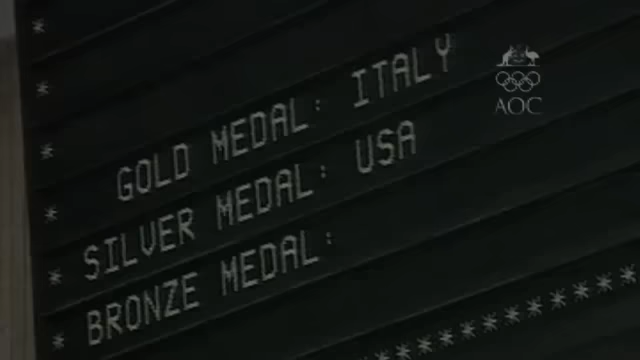 *
*
* GOLD MEDAL: ITALY
* SILVER MEDAL: USA
* BRONZE MEDAL:
* ************
AOC